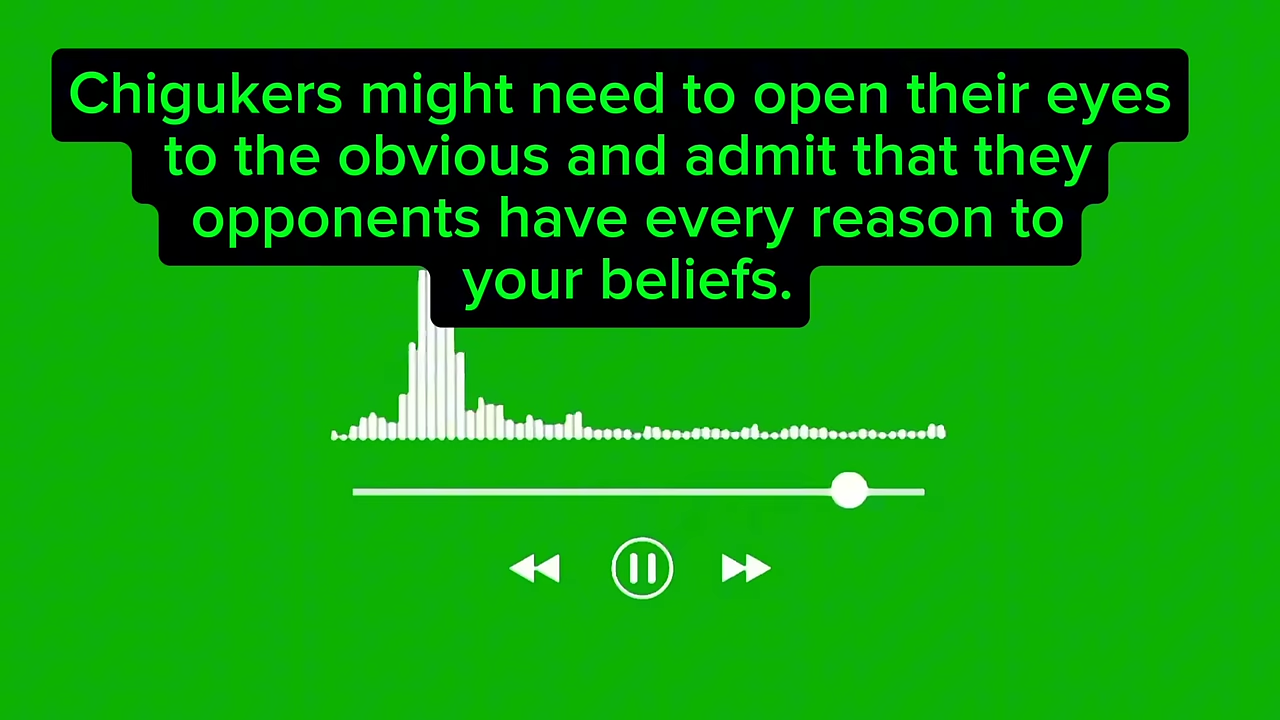 Chigukers might need to open their eyes
to the obvious and admit that they
opponents have every reason to
your beliefs.